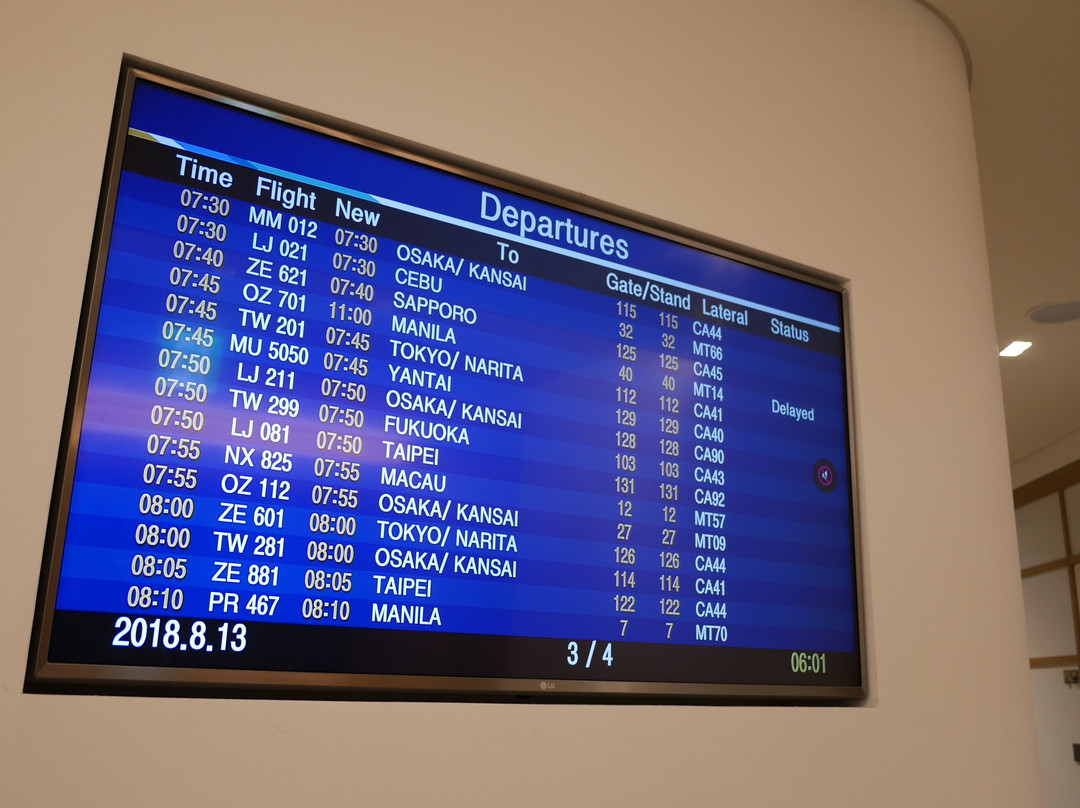 Departures
Time Flight New To Gate/Stand Lateral Status
07:30 MM 012 07:30 OSAKA/ KANSAI 115 115 CA44
07:30 LJ 021 07:30 CEBU 32 32 MT66
07:40 ZE 621 07:40 SAPPORO 125 125 CA45
07:45 OZ 701 11:00 MANILA 40 40 MT14 Delayed
07:45 TW 201 07:45 TOKYO/ NARITA 112 112 CA41
07:45 MU 5050 07:45 YANTAI 129 129 CA40
07:50 LJ 211 07:50 OSAKA/ KANSAI 128 128 CA90
07:50 TW 299 07:50 FUKUOKA 103 103 CA43
07:50 LJ 081 07:50 TAIPEI 131 131 CA92
07:55 NX 825 07:55 MACAU 12 12 MT57
07:55 OZ 112 07:55 OSAKA/ KANSAI 27 27 MT09
08:00 ZE 601 08:00 TOKYO/ NARITA 126 126 CA44
08:00 TW 281 08:00 OSAKA/ KANSAI 114 114 CA41
08:05 ZE 881 08:05 TAIPEI 122 122 CA44
08:10 PR 467 08:10 MANILA 7 7 MT70
2018.8.13 3 / 4 06:01
LG